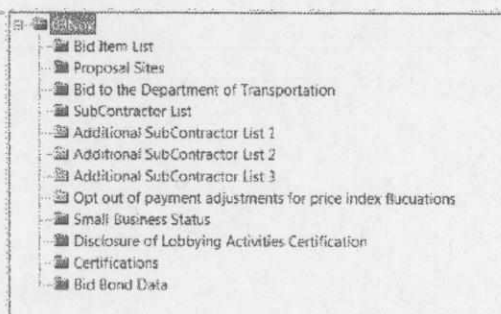 Bid Item List
Proposal Sites
Bid to the Department of Transportation
SubContractor List
Additional SubContractor List 1
Additional SubContractor List 2
Additional SubContractor List 3
Opt out of payment adjustments for price index flucuations
Small Business Status
Disclosure of Lobbying Activities Certification
Certifications
Bid Bond Data